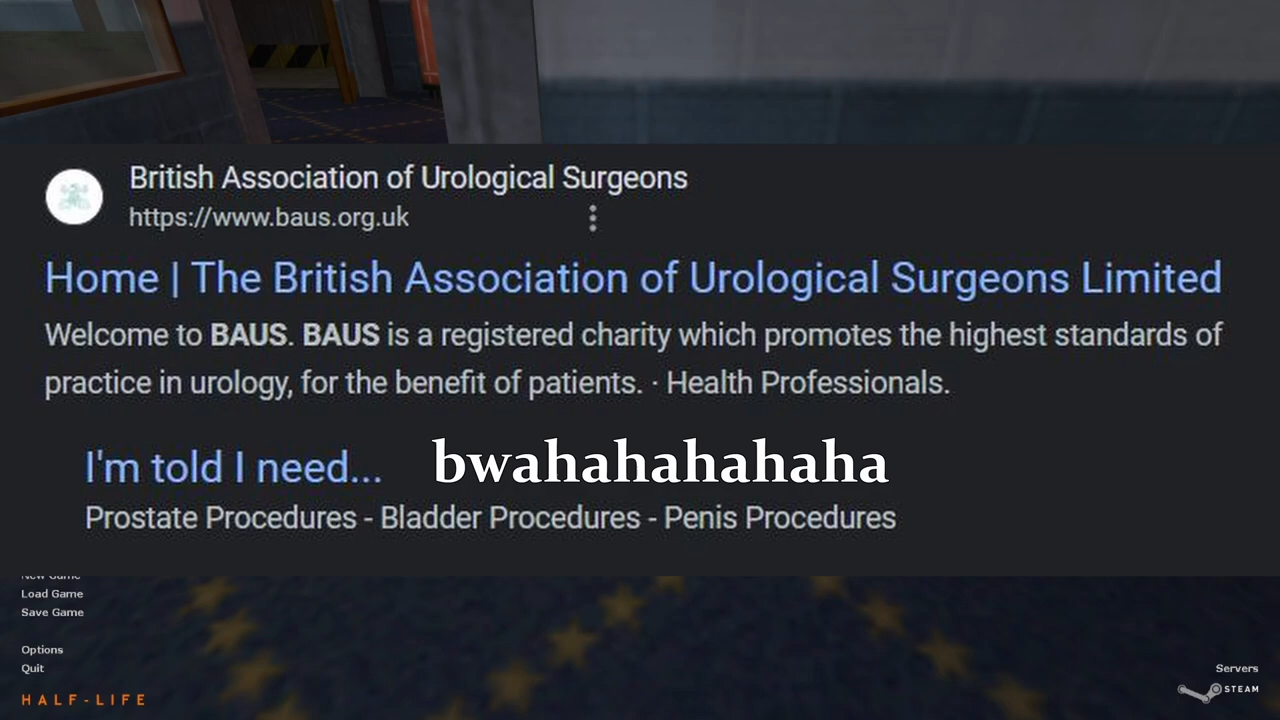 British Association of Urological Surgeons
https://www.baus.org.uk
Home | The British Association of Urological Surgeons Limited
Welcome to BAUS. BAUS is a registered charity which promotes the highest standards of
practice in urology, for the benefit of patients. · Health Professionals.
I'm told I need... bwahahahahaha
Prostate Procedures - Bladder Procedures - Penis Procedures
New Game
Load Game
Save Game
Options
Quit
Servers
HALF-LIFE
STEAM